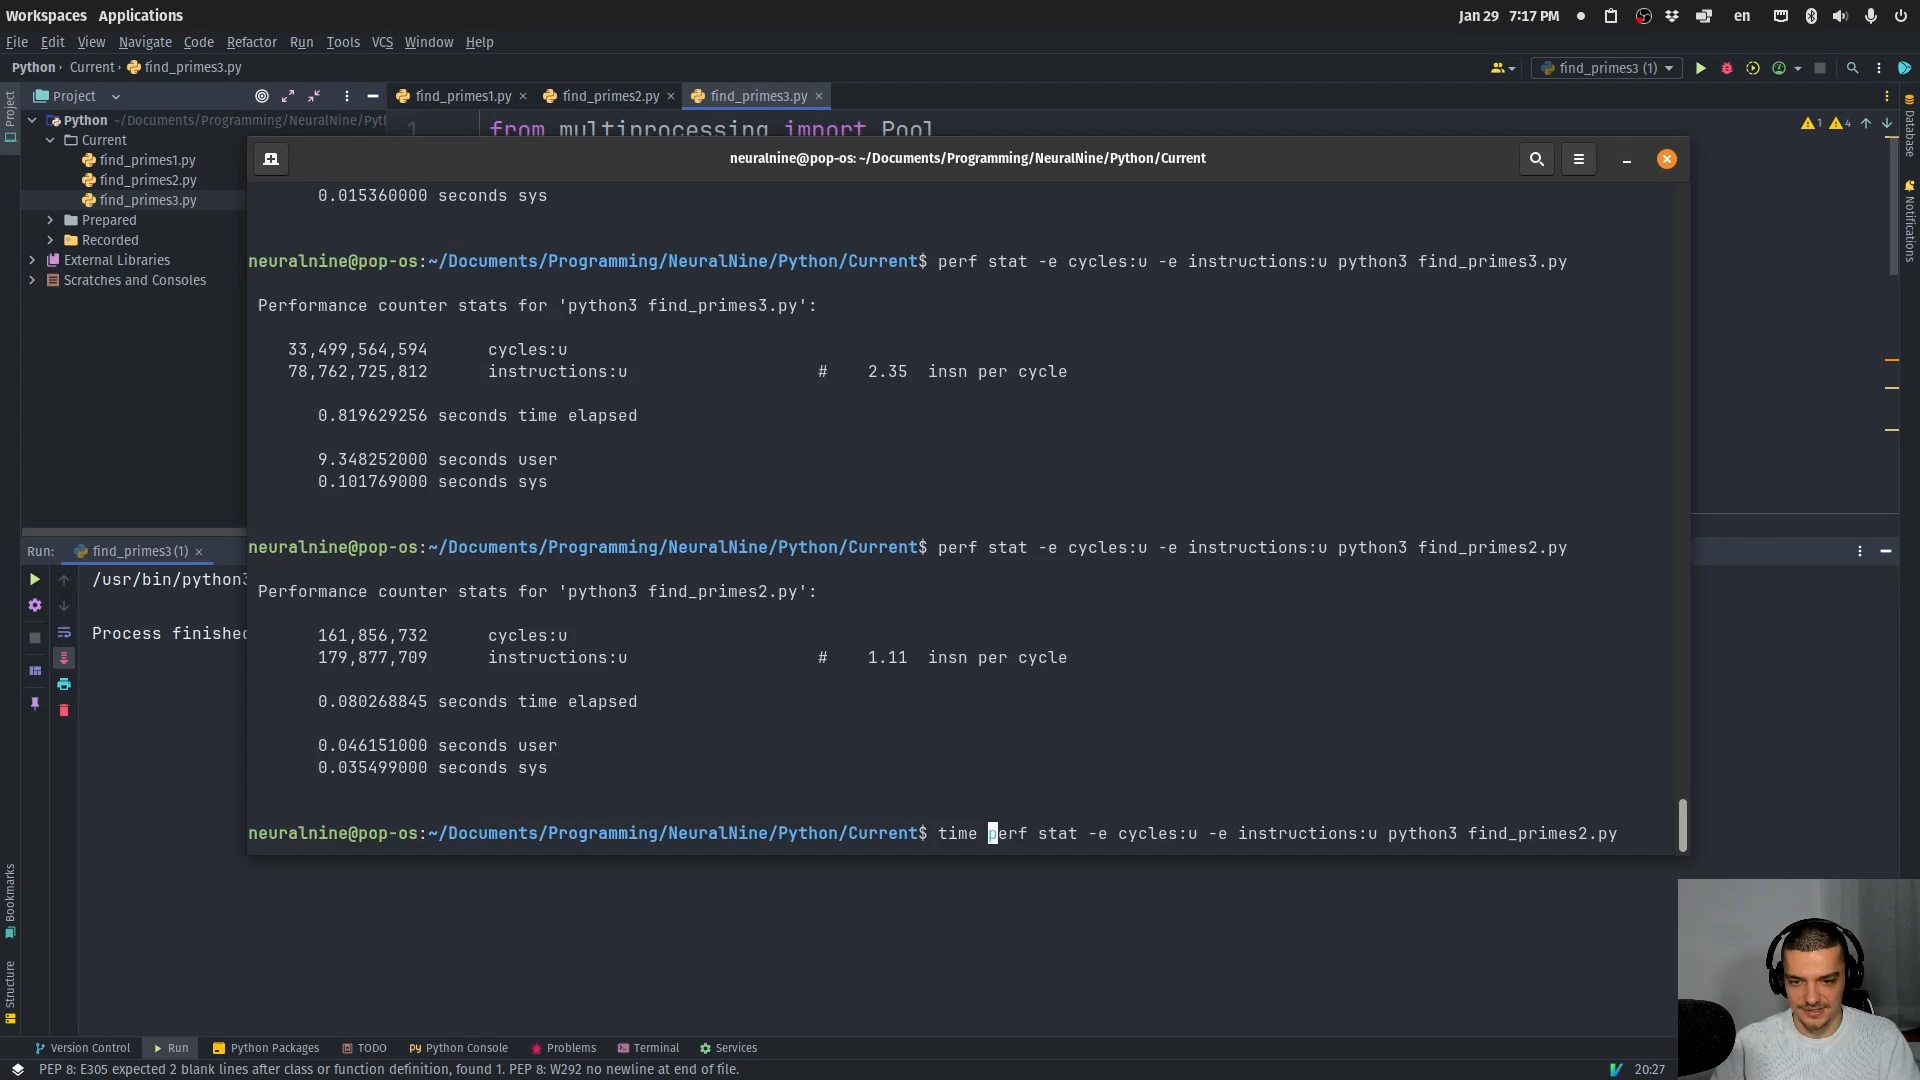 Workspaces Applications
Jan 29 7:17 PM
en
File Edit View Navigate Code Refactor Run Tools VCS Window Help
Python Current find_primes3.py
find_primes3 (1)
Project
Project
find_primes1.py find_primes2.py find_primes3.py
Python ~/Documents/Programming/NeuralNine/Pyt
Current
find_primes1.py
find_primes2.py
find_primes3.py
Prepared
Recorded
External Libraries
Scratches and Consoles
1 from multiprocessing import Pool
1 4
Database
Notifications
neuralnine@pop-os: ~/Documents/Programming/NeuralNine/Python/Current
0.015360000 seconds sys
neuralnine@pop-os:~/Documents/Programming/NeuralNine/Python/Current$ perf stat -e cycles:u -e instructions:u python3 find_primes3.py
Performance counter stats for 'python3 find_primes3.py':
33,499,564,594 cycles:u
78,762,725,812 instructions:u # 2.35 insn per cycle
0.819629256 seconds time elapsed
9.348252000 seconds user
0.101769000 seconds sys
neuralnine@pop-os:~/Documents/Programming/NeuralNine/Python/Current$ perf stat -e cycles:u -e instructions:u python3 find_primes2.py
Performance counter stats for 'python3 find_primes2.py':
161,856,732 cycles:u
179,877,709 instructions:u # 1.11 insn per cycle
0.080268845 seconds time elapsed
0.046151000 seconds user
0.035499000 seconds sys
neuralnine@pop-os:~/Documents/Programming/NeuralNine/Python/Current$ time perf stat -e cycles:u -e instructions:u python3 find_primes2.py
Run: find_primes3 (1)
/usr/bin/python3
Process finished
Bookmarks
Structure
Version Control Run Python Packages TODO Python Console Problems Terminal Services
PEP 8: E305 expected 2 blank lines after class or function definition, found 1. PEP 8: W292 no newline at end of file.
20:27